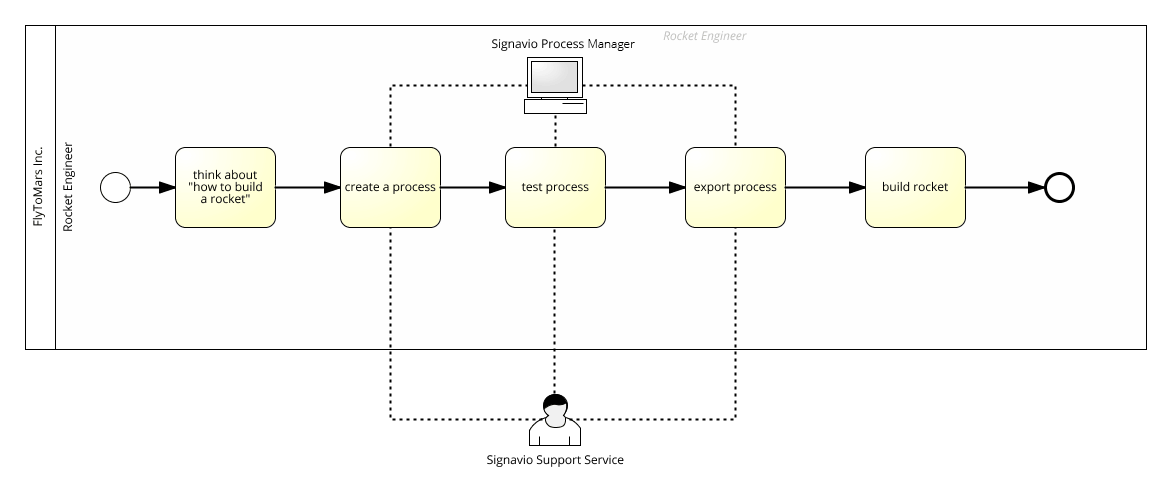 Rocket Engineer
Signavio Process Manager
FlyToMars Inc.
Rocket Engineer
think about
"how to build
a rocket"
create a process
test process
export process
build rocket
Signavio Support Service